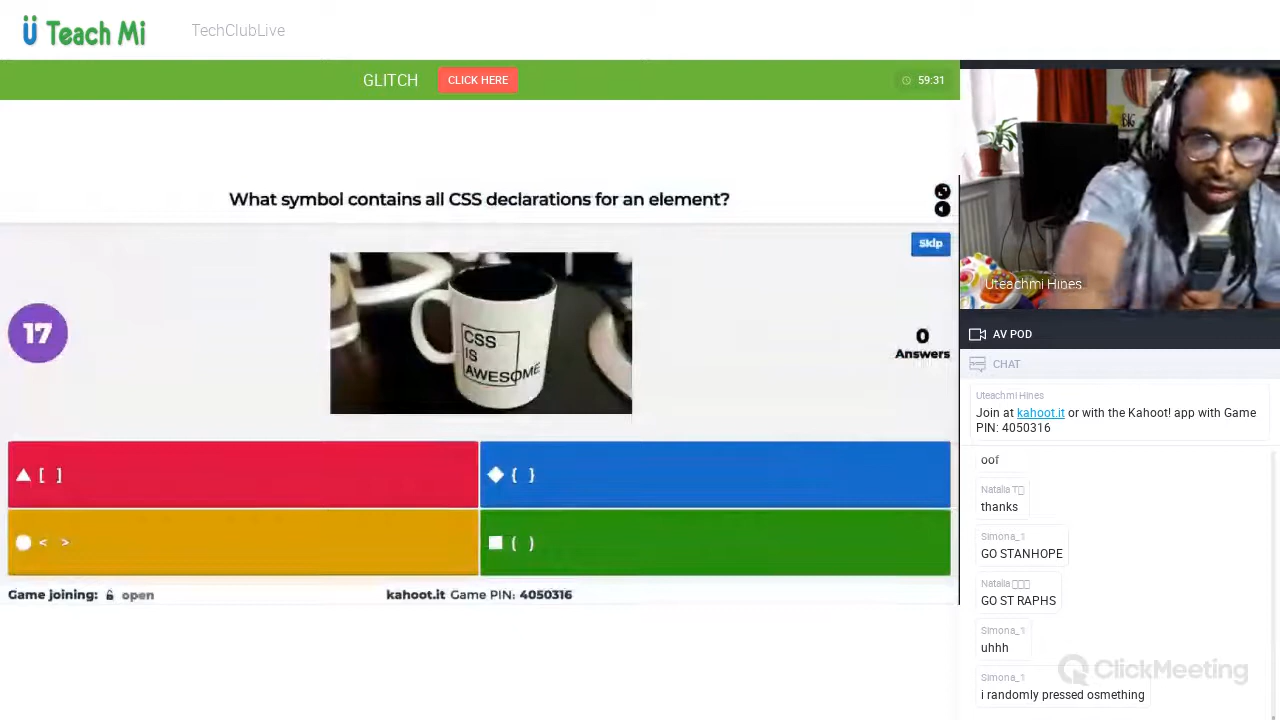 Ü Teach Mi
TechClubLive
GLITCH
CLICK HERE
59:31
What symbol contains all CSS declarations for an element?
Skip
17
CSS
IS
AWESOME
0
Answers
[ ]
{ }
< >
( )
Game joining: open
kahoot.it Game PIN: 4050316
BIG
Uteachmi Hines
AV POD
CHAT
Uteachmi Hines
Join at kahoot.it or with the Kahoot! app with Game
PIN: 4050316
oof
Natalia T
thanks
Simona_1
GO STANHOPE
Natalia
GO ST RAPHS
Simona_1
uhhh
Simona_1
i randomly pressed osmething
ClickMeeting